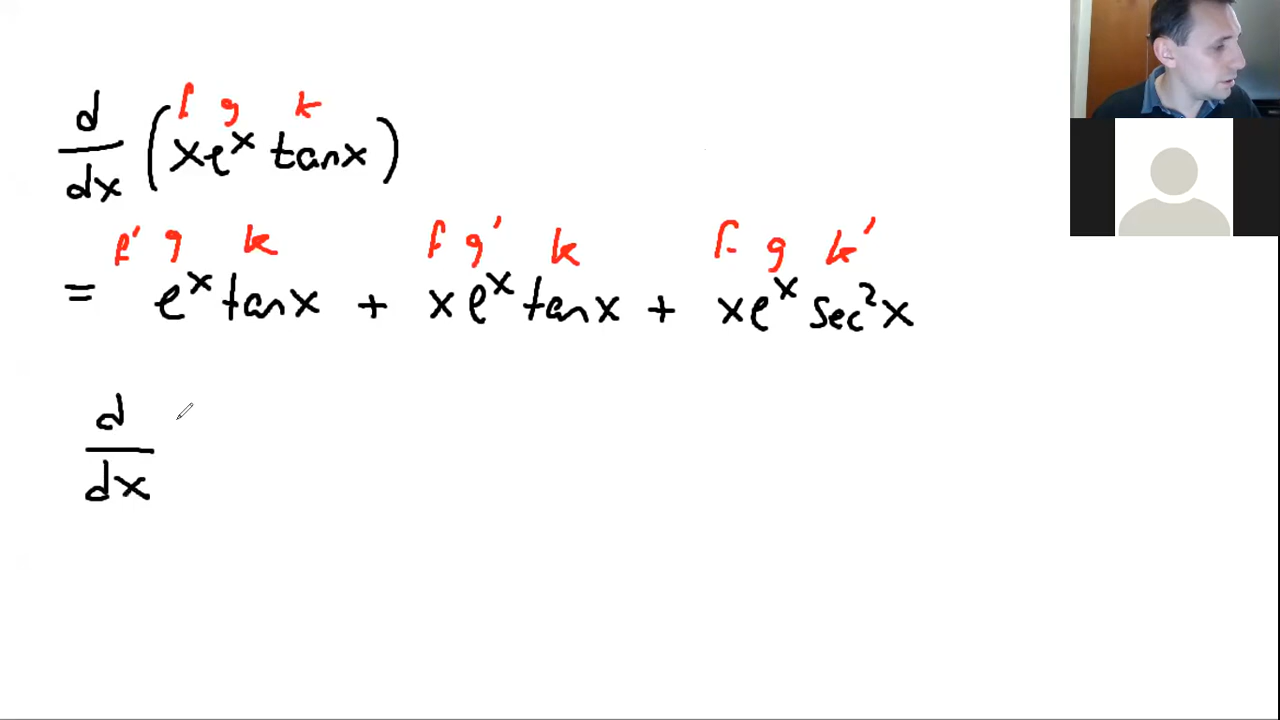 f g k
d/dx (xe^x tanx)
f' g k f g' k f g k'
= e^x tanx + xe^x tanx + xe^x sec^2x
d/dx